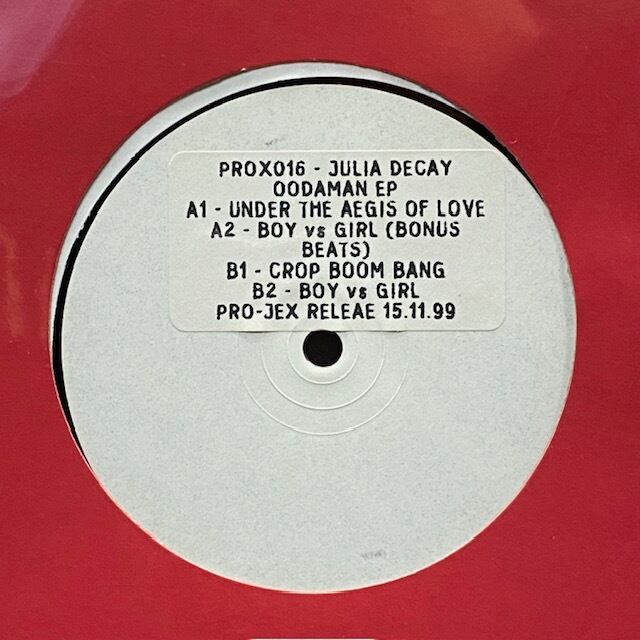 PROX016 - JULIA DECAY
OODAMAN EP
A1 - UNDER THE AEGIS OF LOVE
A2 - BOY vs GIRL (BONUS
BEATS)
B1 - CROP BOOM BANG
B2 - BOY vs GIRL
PRO-JEX RELEAE 15.11.99